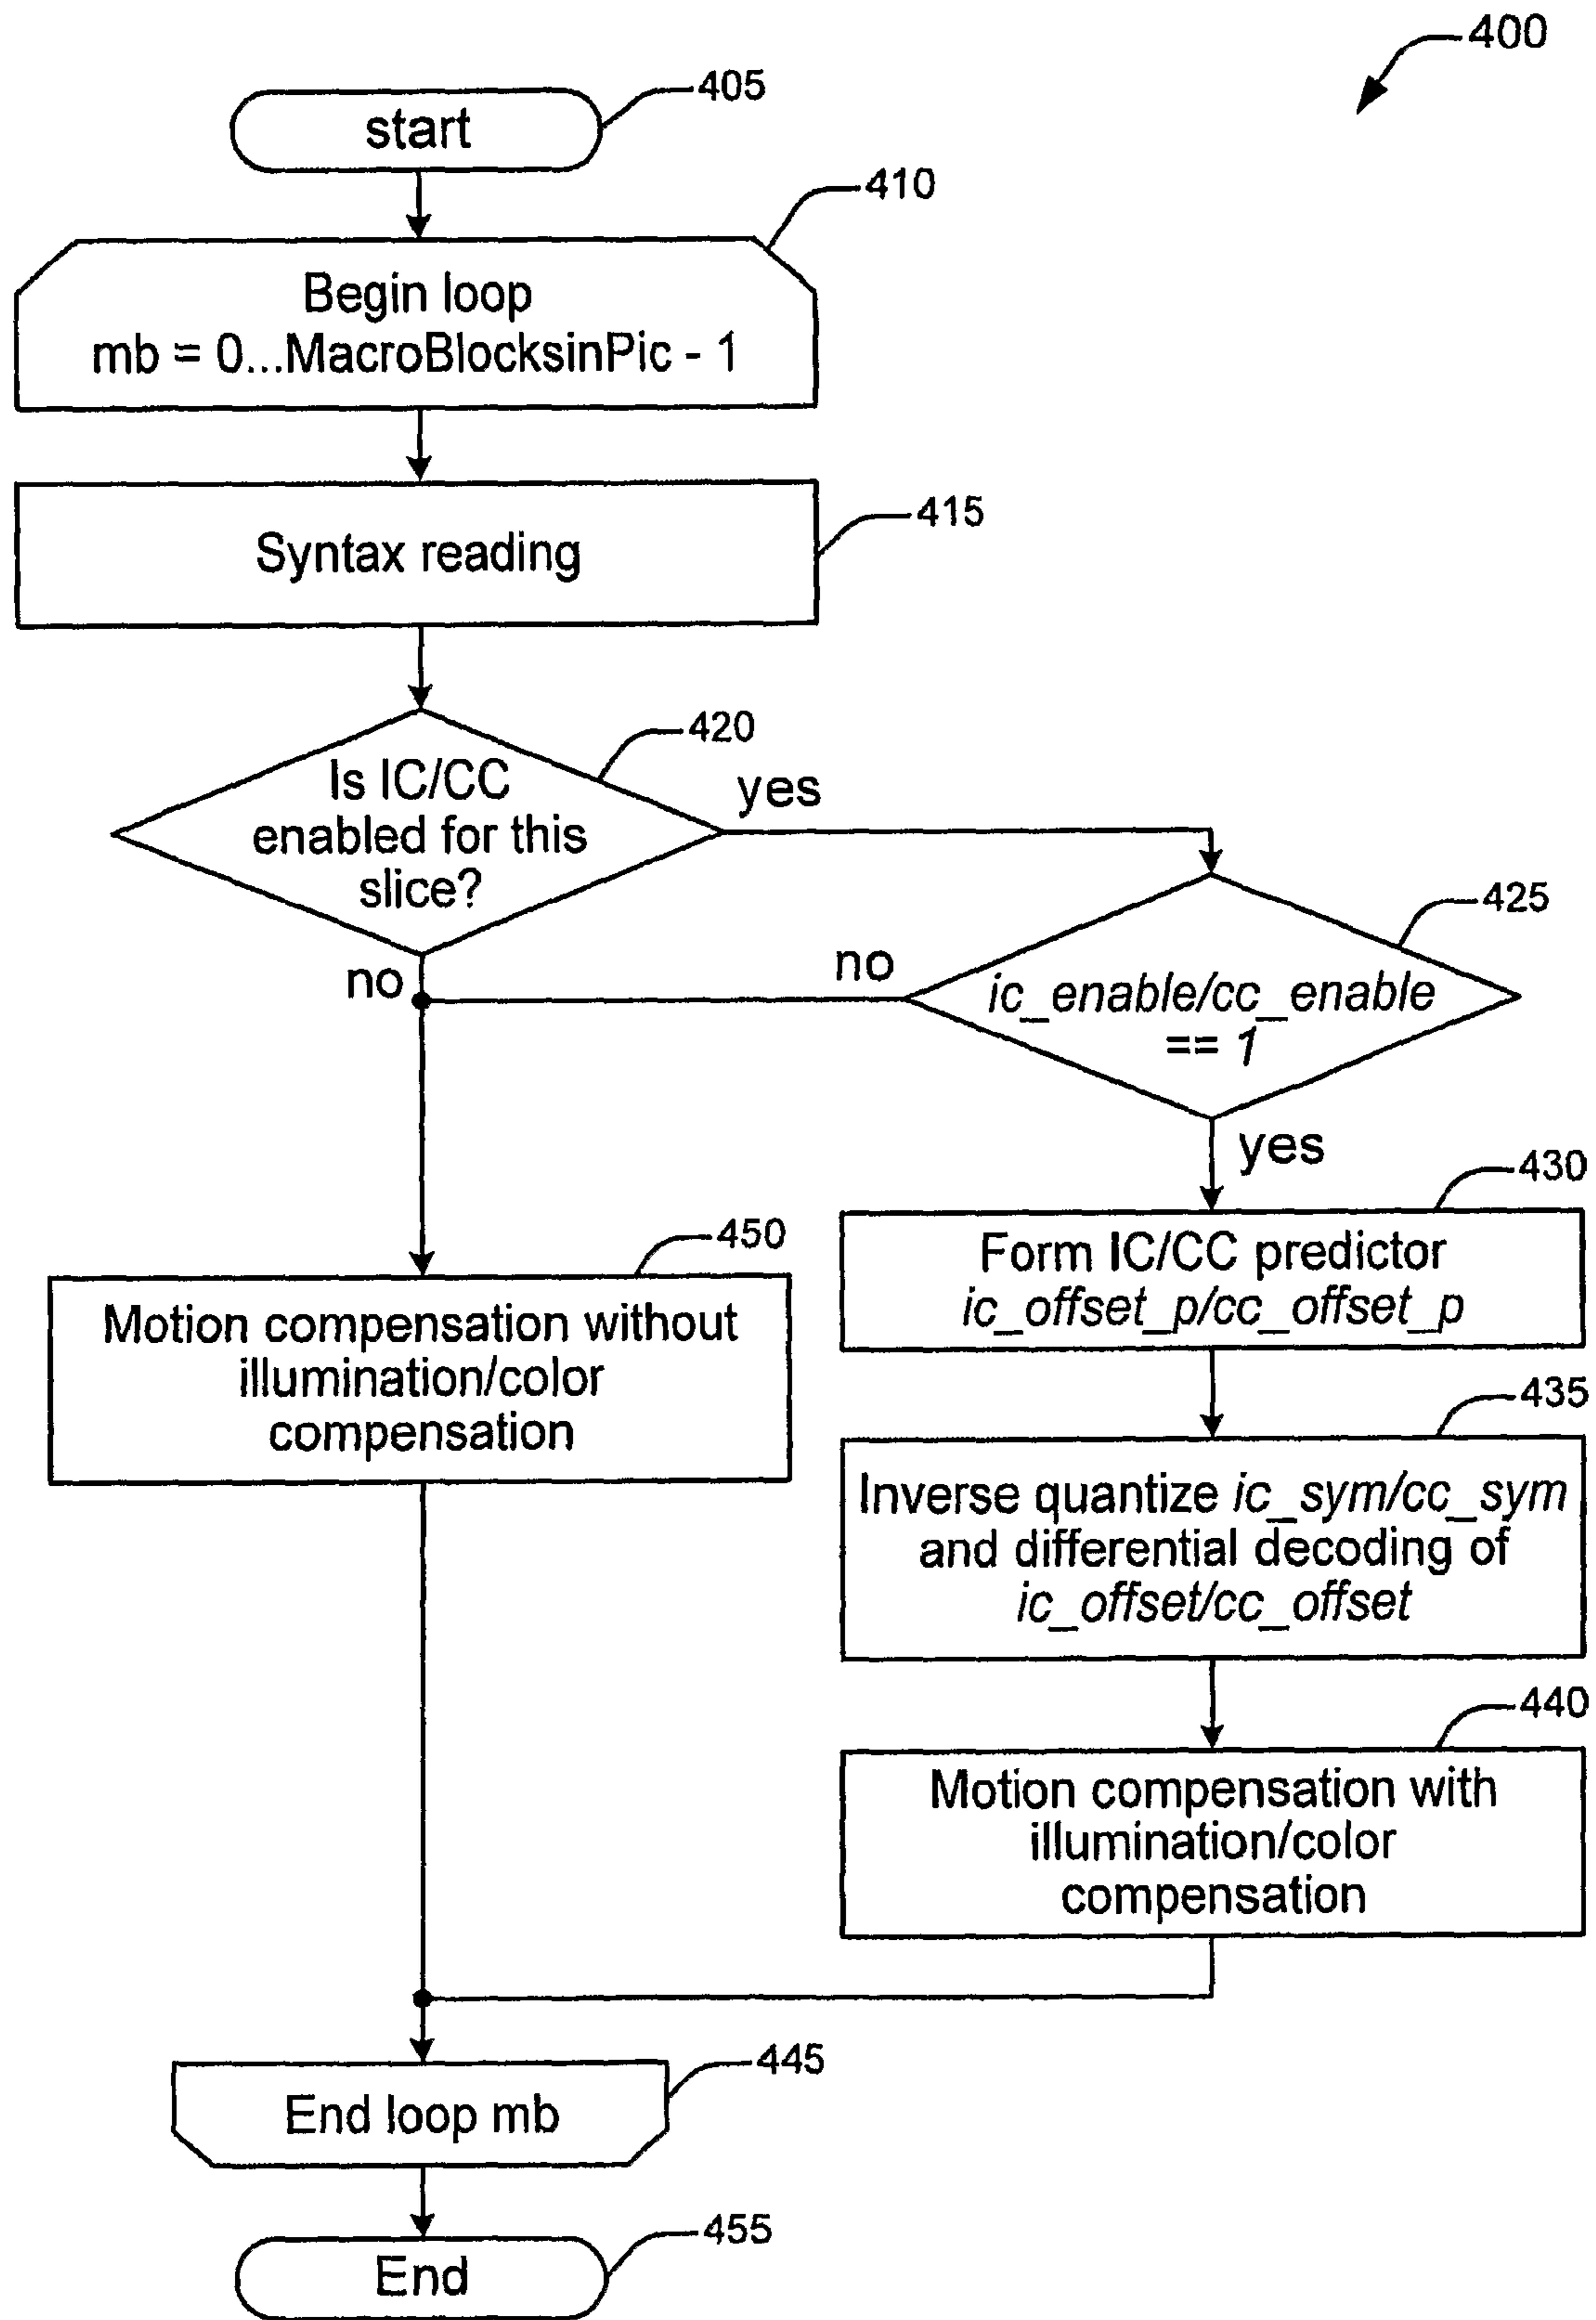 400
start
405
Begin loop
mb = 0...MacroBlocksinPic - 1
410
Syntax reading
415
Is IC/CC
enabled for this
slice?
420
yes
no
ic_enable/cc_enable
== 1
425
no
yes
Form IC/CC predictor
ic_offset_p/cc_offset_p
430
Motion compensation without
illumination/color
compensation
450
Inverse quantize ic_sym/cc_sym
and differential decoding of
ic_offset/cc_offset
435
Motion compensation with
illumination/color
compensation
440
End loop mb
445
End
455